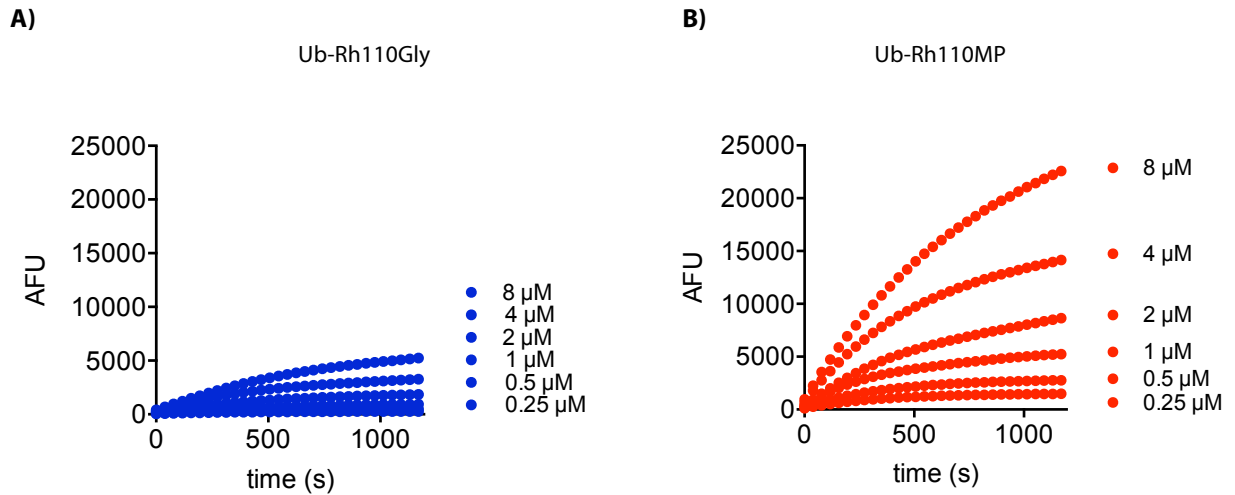 A)
Ub-Rh110Gly
25000
20000
15000
10000
5000
0
AFU
0 500 1000
time (s)
8 µM
4 µM
2 µM
1 µM
0.5 µM
0.25 µM
B)
Ub-Rh110MP
25000
20000
15000
10000
5000
0
AFU
0 500 1000
time (s)
8 µM
4 µM
2 µM
1 µM
0.5 µM
0.25 µM